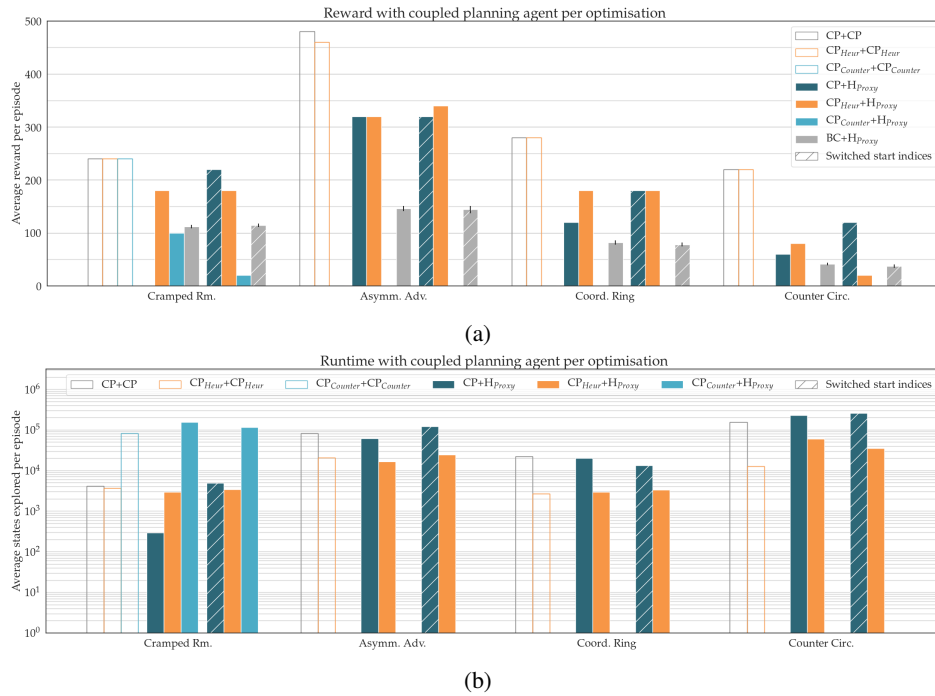 Reward with coupled planning agent per optimisation
Average reward per episode
500
400
300
200
100
0
CP+CP
CP_Heur+CP_Heur
CP_Counter+CP_Counter
CP+H_Proxy
CP_Heur+H_Proxy
CP_Counter+H_Proxy
BC+H_Proxy
Switched start indices
Cramped Rm. Asymm. Adv. Coord. Ring Counter Circ.
(a)
Runtime with coupled planning agent per optimisation
CP+CP CP_Heur+CP_Heur CP_Counter+CP_Counter CP+H_Proxy CP_Heur+H_Proxy CP_Counter+H_Proxy Switched start indices
Average states explored per episode
10^6
10^5
10^4
10^3
10^2
10^1
10^0
Cramped Rm. Asymm. Adv. Coord. Ring Counter Circ.
(b)